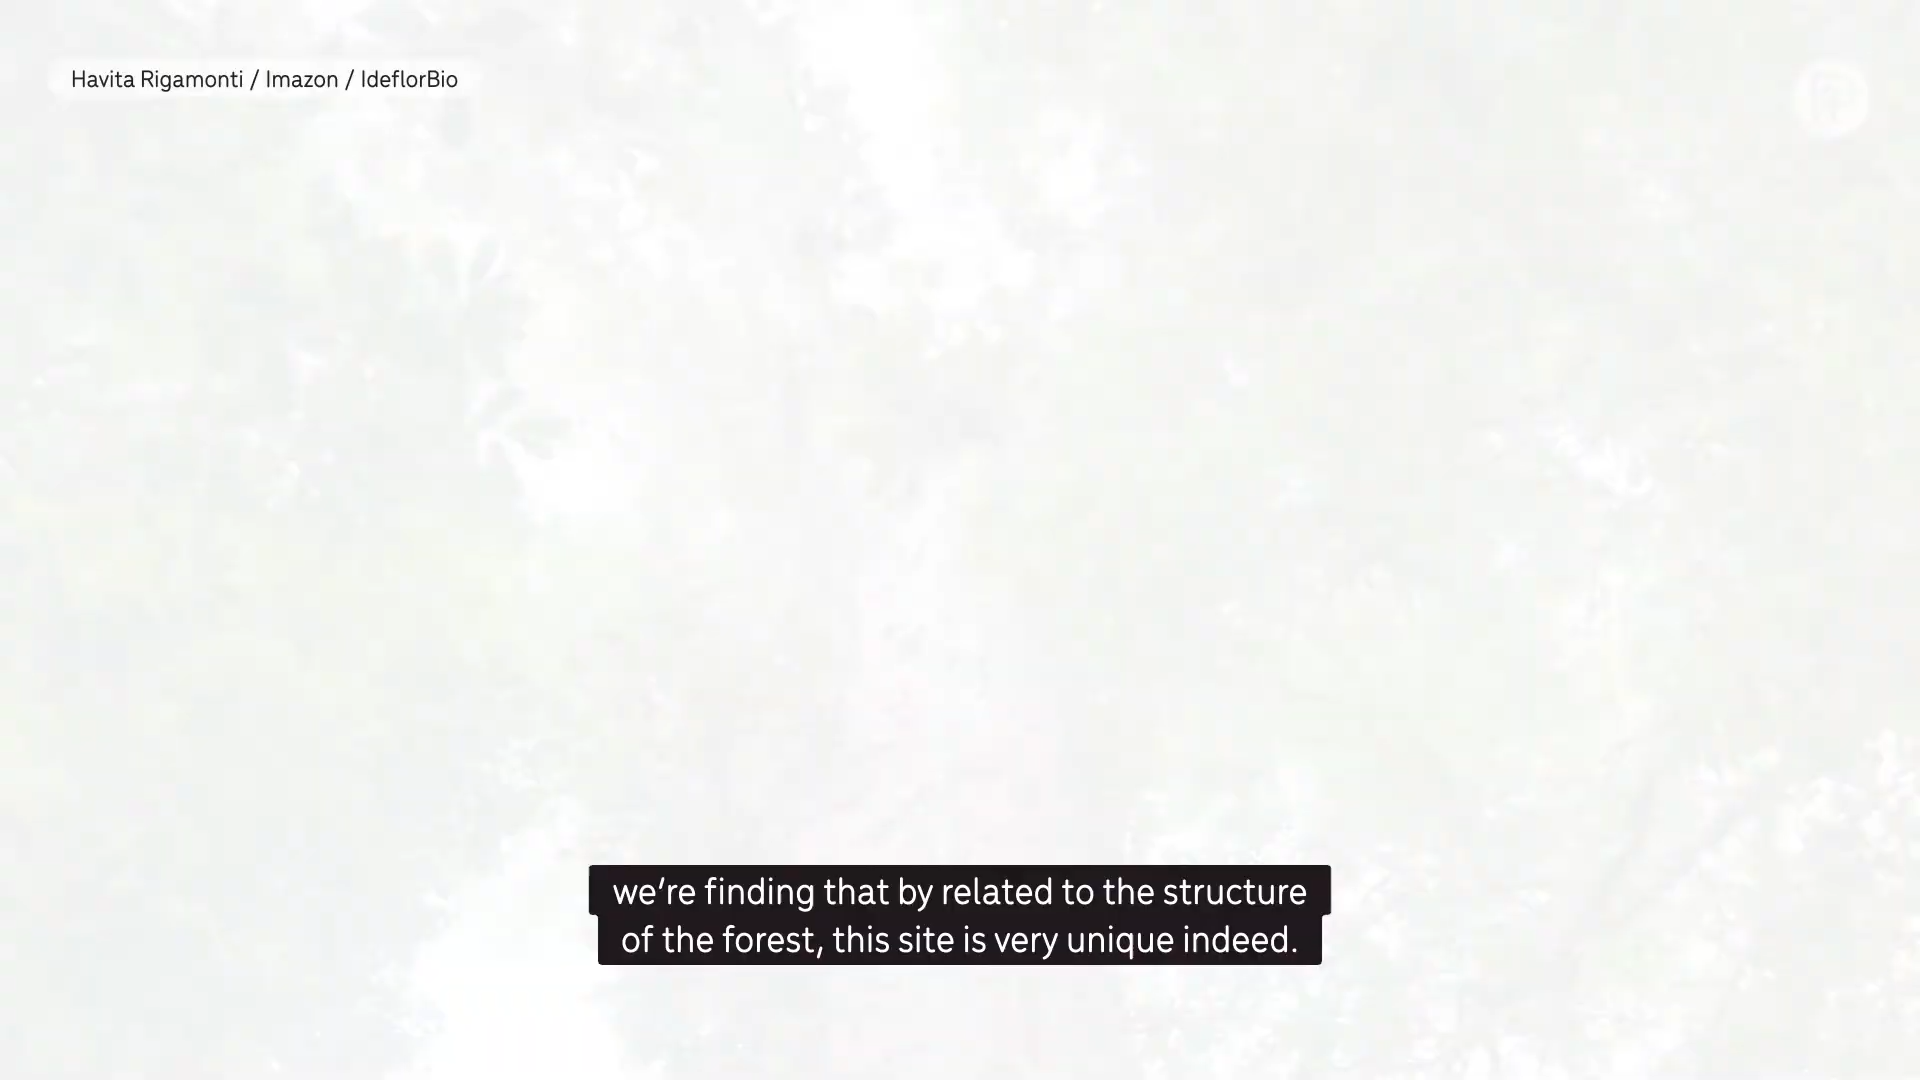 Havita Rigamonti / Imazon / IdeflorBio
we're finding that by related to the structure
of the forest, this site is very unique indeed.